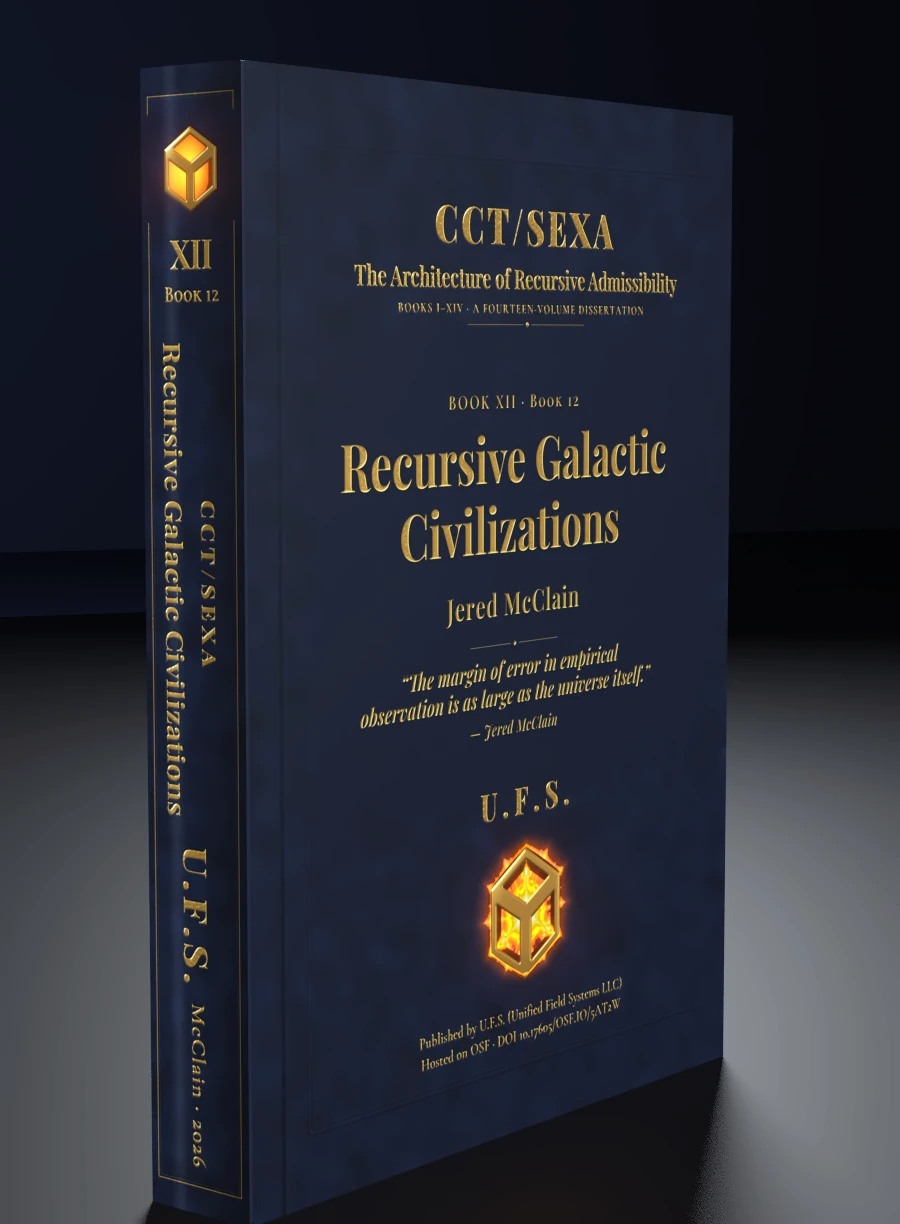 XII
Book 12
Recursive Galactic Civilizations
CCT/SEXA
U.F.S.
McClain · 2026
CCT/SEXA
The Architecture of Recursive Admissibility
BOOKS I–XIV · A FOURTEEN-VOLUME DISSERTATION
BOOK XII · Book 12
Recursive Galactic
Civilizations
Jered McClain
“The margin of error in empirical
observation is as large as the universe itself.”
— Jered McClain
U.F.S.
Published by U.F.S. (Unified Field Systems LLC)
Hosted on OSF · DOI 10.17605/OSF.IO/5AT2W